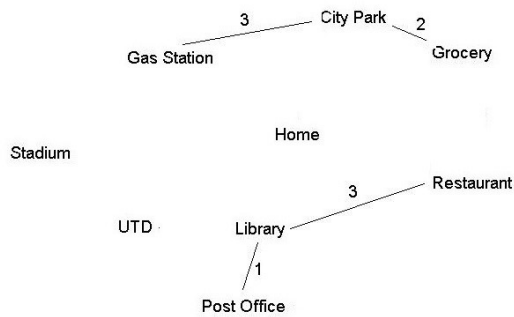 3
City Park
2
Gas Station
Grocery
Home
Stadium
3
Restaurant
UTD
Library
1
Post Office